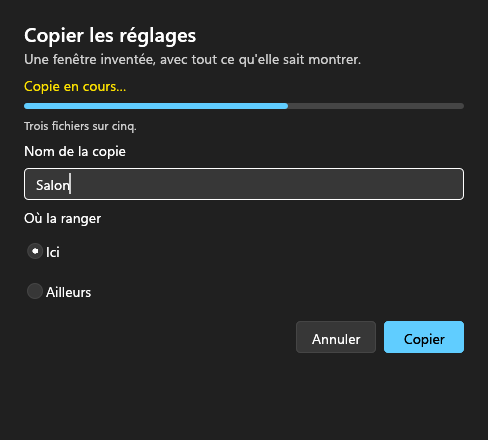 Copier les réglages
Une fenêtre inventée, avec tout ce qu'elle sait montrer.
Copie en cours...
Trois fichiers sur cinq.
Nom de la copie
Salon
Où la ranger
Ici
Ailleurs
Annuler
Copier